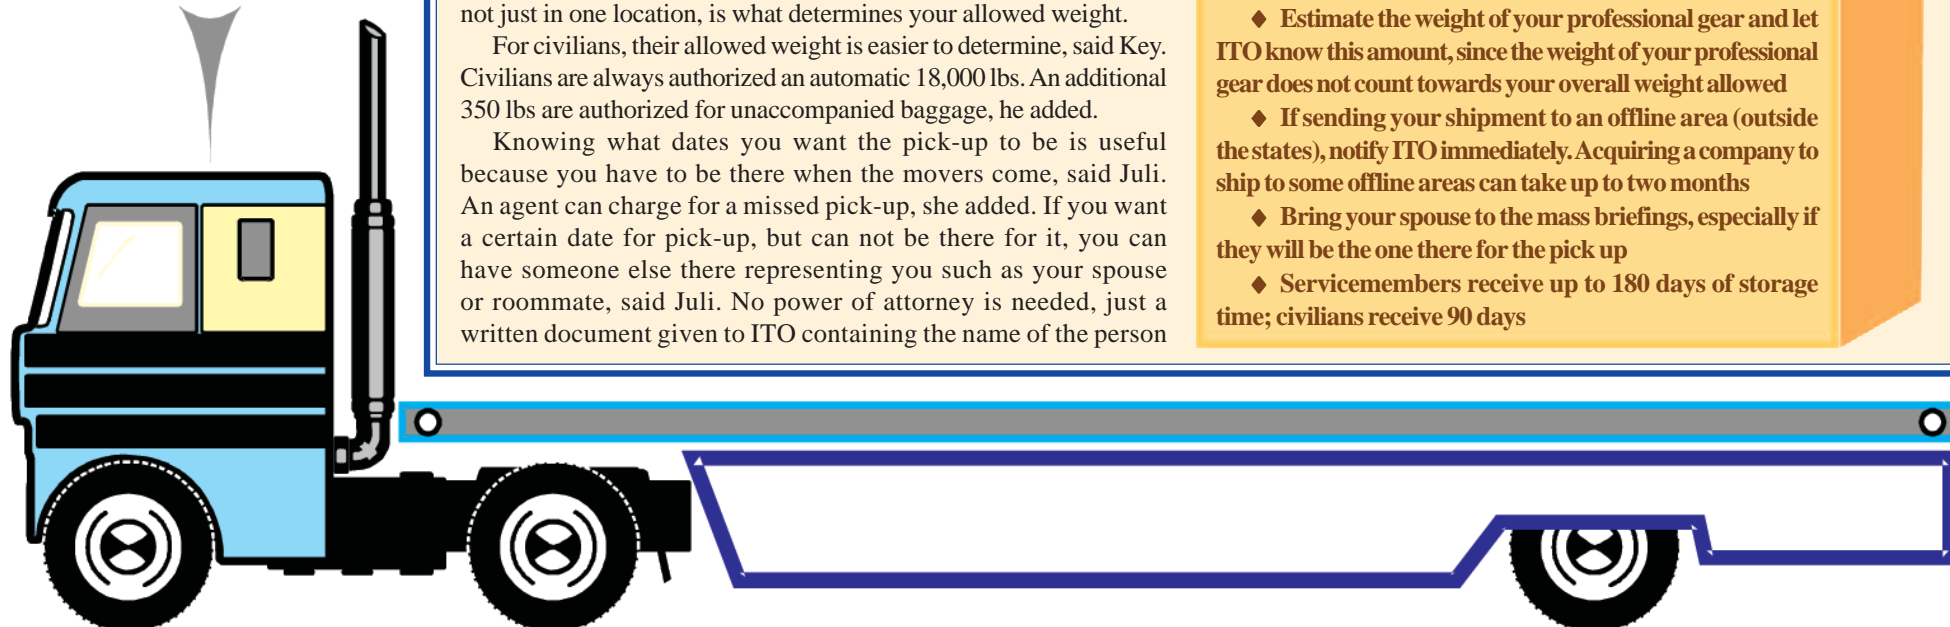 not just in one location, is what determines your allowed weight.
For civilians, their allowed weight is easier to determine, said Key.
Civilians are always authorized an automatic 18,000 lbs. An additional
350 lbs are authorized for unaccompanied baggage, he added.
Knowing what dates you want the pick-up to be is useful
because you have to be there when the movers come, said Juli.
An agent can charge for a missed pick-up, she added. If you want
a certain date for pick-up, but can not be there for it, you can
have someone else there representing you such as your spouse
or roommate, said Juli. No power of attorney is needed, just a
written document given to ITO containing the name of the person
♦ Estimate the weight of your professional gear and let
ITO know this amount, since the weight of your professional
gear does not count towards your overall weight allowed
♦ If sending your shipment to an offline area (outside
the states), notify ITO immediately. Acquiring a company to
ship to some offline areas can take up to two months
♦ Bring your spouse to the mass briefings, especially if
they will be the one there for the pick up
♦ Servicemembers receive up to 180 days of storage
time; civilians receive 90 days